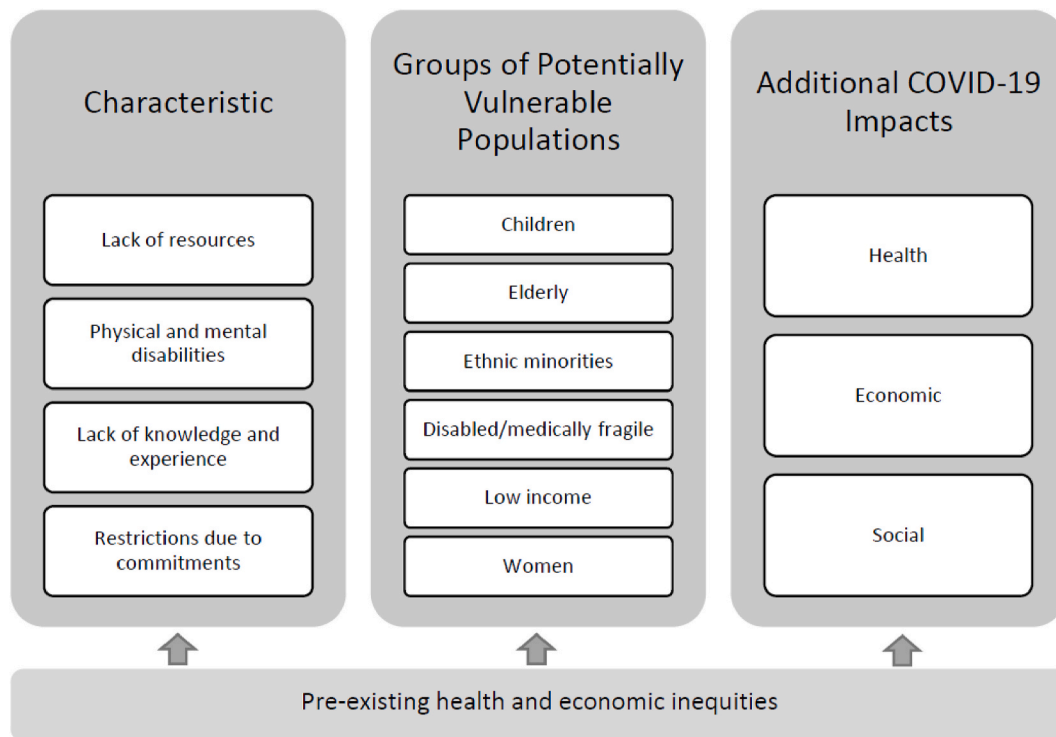 Characteristic
Lack of resources
Physical and mental
disabilities
Lack of knowledge and
experience
Restrictions due to
commitments
Groups of Potentially
Vulnerable
Populations
Children
Elderly
Ethnic minorities
Disabled/medically fragile
Low income
Women
Additional COVID-19
Impacts
Health
Economic
Social
Pre-existing health and economic inequities